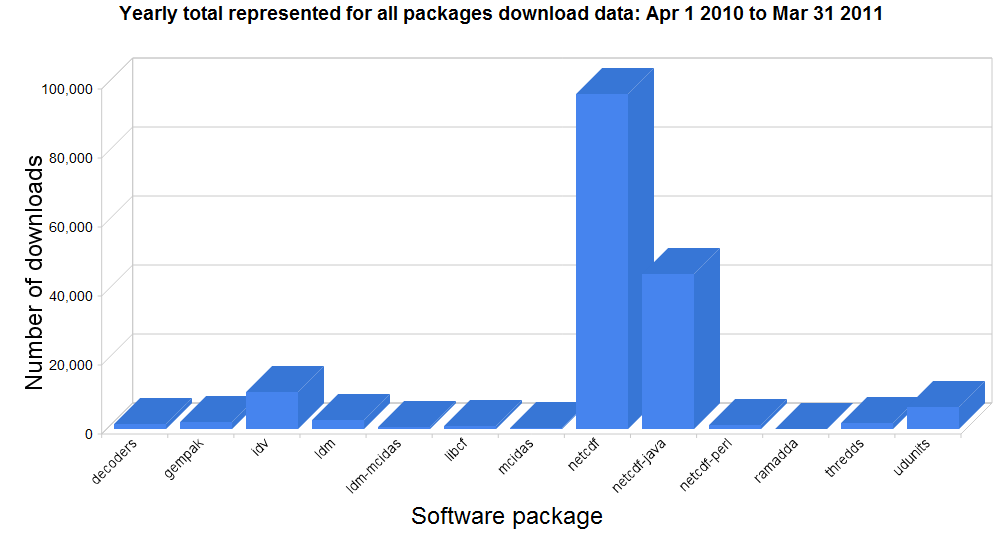 Yearly total represented for all packages download data: Apr 1 2010 to Mar 31 2011
Number of downloads
100,000
80,000
60,000
40,000
20,000
0
decoders
gempak
idv
ldm
ldm-mcidas
libcf
mcidas
netcdf
netcdf-java
netcdf-perl
ramadda
thredds
udunits
Software package